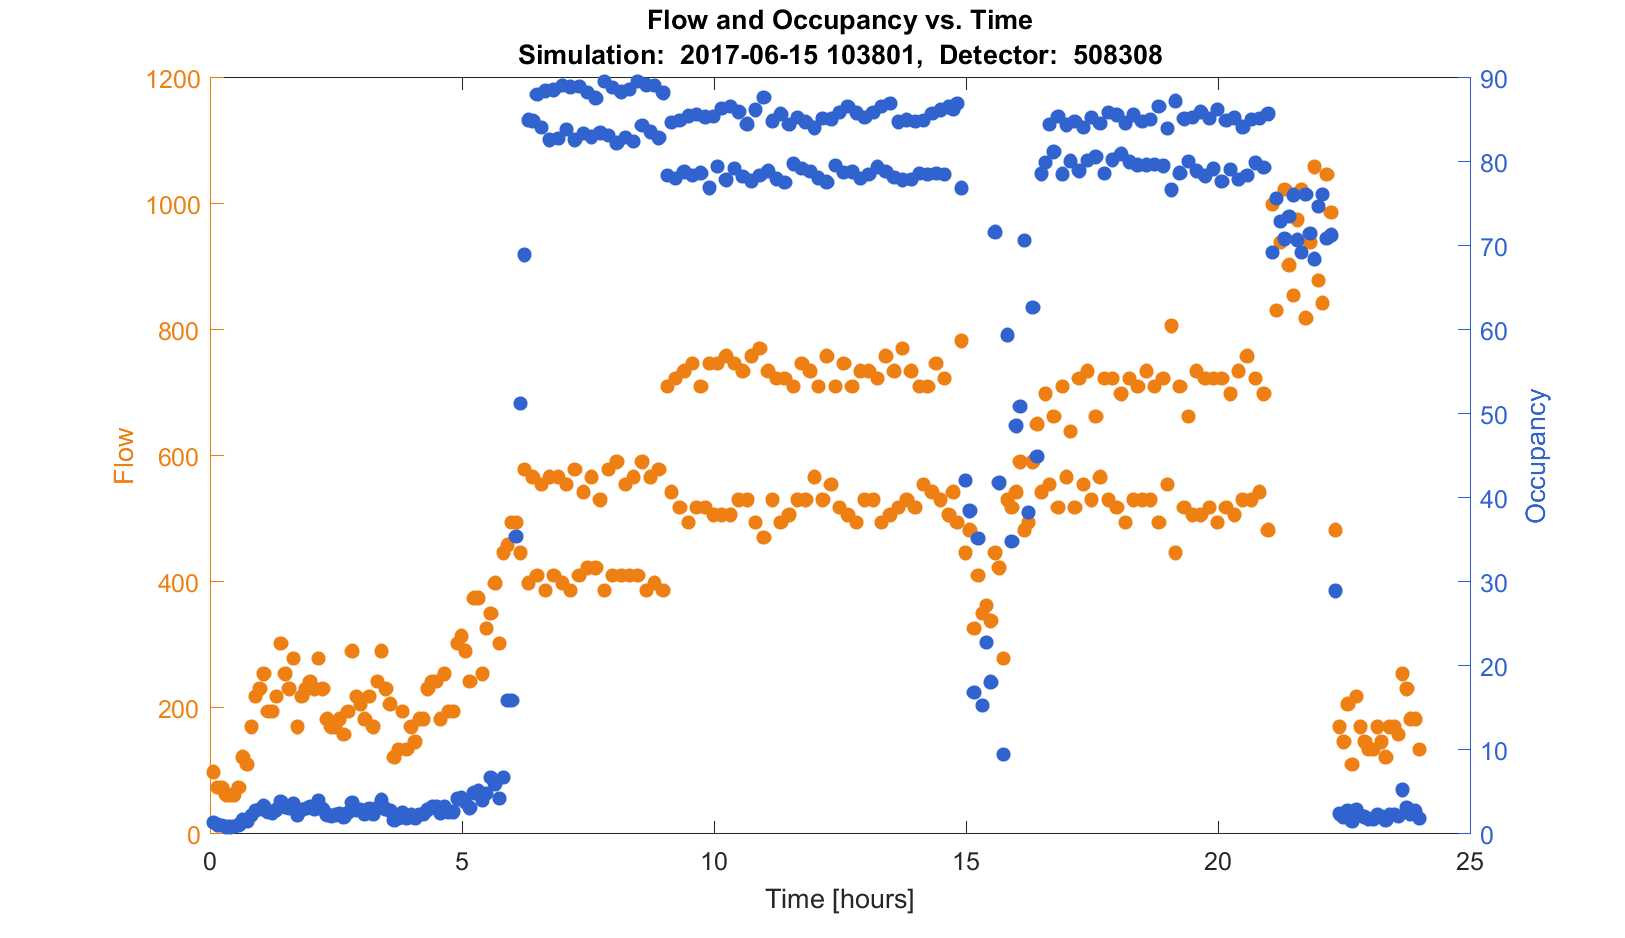 Flow and Occupancy vs. Time
Simulation:  2017-06-15 103801,  Detector:  508308
1200
1000
800
600
400
200
0
Flow
90
80
70
60
50
40
30
20
10
0
Occupancy
0 5 10 15 20 25
Time [hours]